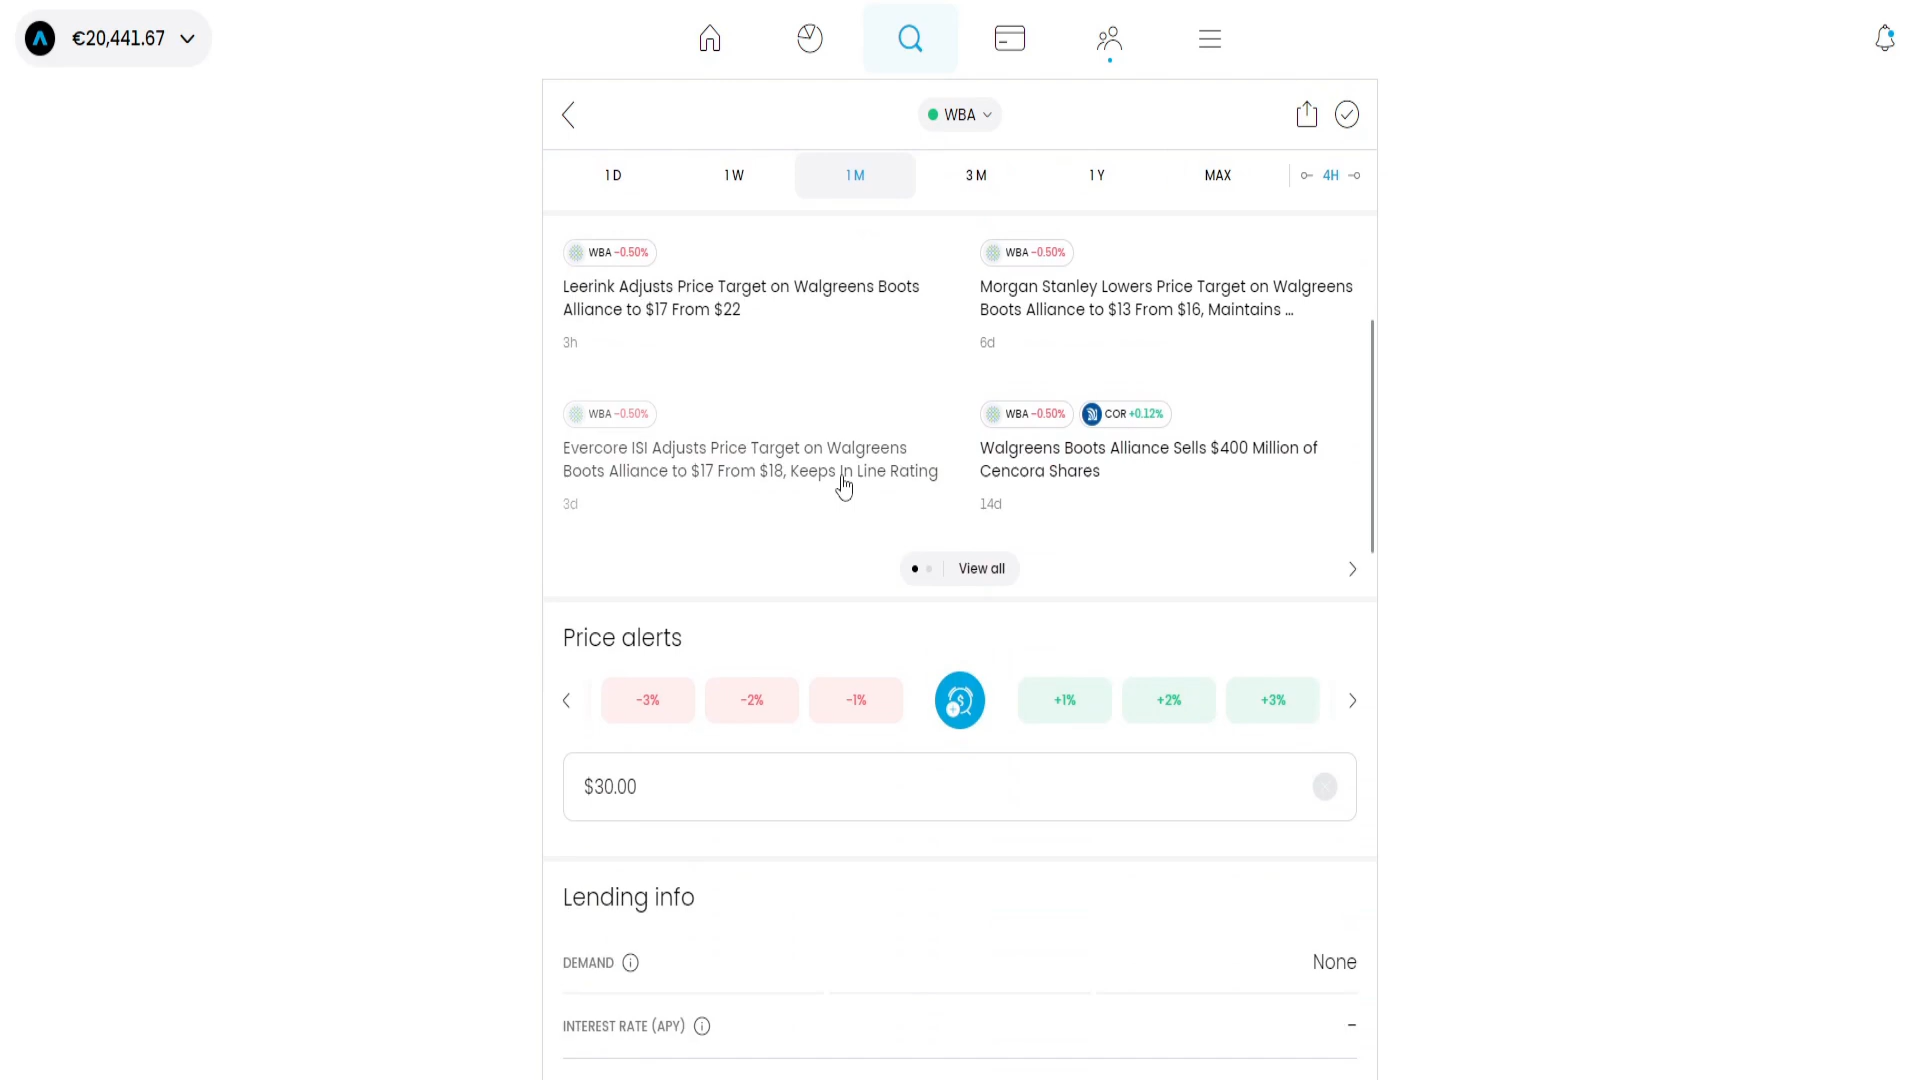 €20,441.67
WBA
1D 1W 1M 3M 1Y MAX 4H
WBA -0.50%
Leerink Adjusts Price Target on Walgreens Boots
Alliance to $17 From $22
3h
WBA -0.50%
Morgan Stanley Lowers Price Target on Walgreens
Boots Alliance to $13 From $16, Maintains ...
6d
WBA -0.50%
Evercore ISI Adjusts Price Target on Walgreens
Boots Alliance to $17 From $18, Keeps In Line Rating
3d
WBA -0.50% COR +0.12%
Walgreens Boots Alliance Sells $400 Million of
Cencora Shares
14d
View all
Price alerts
-3% -2% -1% +1% +2% +3%
$30.00
Lending info
DEMAND None
INTEREST RATE (APY) -